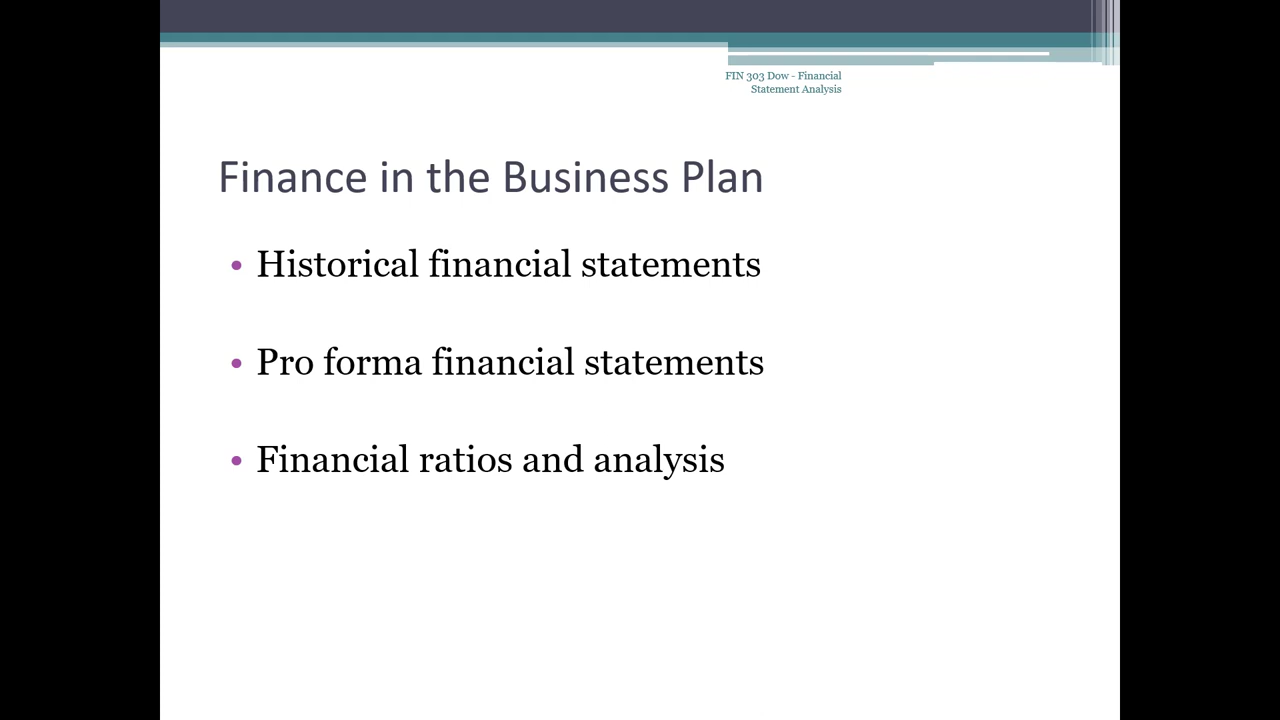 FIN 303 Dow - Financial
Statement Analysis
Finance in the Business Plan
• Historical financial statements
• Pro forma financial statements
• Financial ratios and analysis